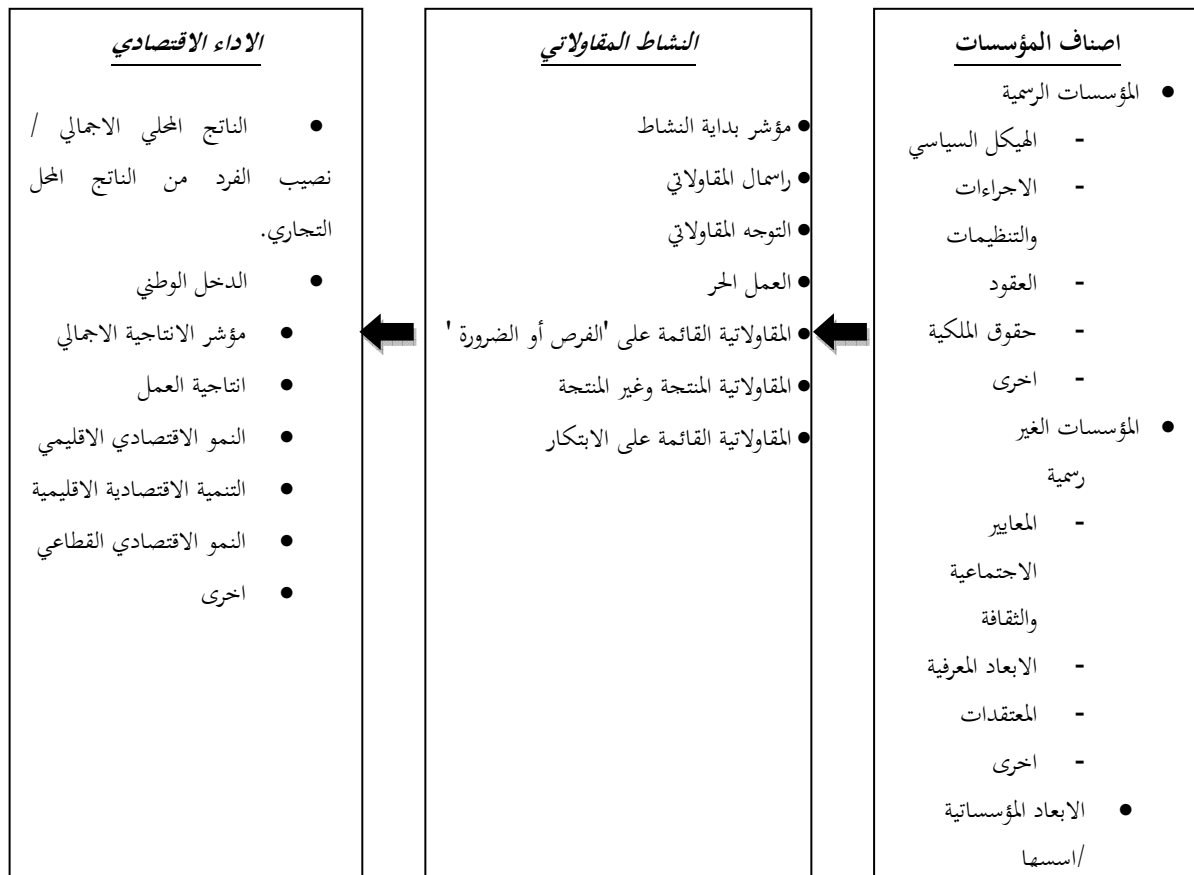 اصناف المؤسسات
● المؤسسات الرسمية
- الهيكل السياسي
- الاجراءات
والتنظيمات
- العقود
- حقوق الملكية
- اخرى
● المؤسسات الغير
رسمية
- المعايير
الاجتماعية
والثقافة
- الابعاد المعرفية
- المعتقدات
- اخرى
● الابعاد المؤسساتية
/اسسها
النشاط المقاولاتي
● مؤشر بداية النشاط
● راسمال المقاولاتي
● التوجه المقاولاتي
● العمل الحر
● المقاولاتية القائمة على 'الفرص أو الضرورة '
● المقاولاتية المنتجة وغير المنتجة
● المقاولاتية القائمة على الابتكار
الاداء الاقتصادي
● الناتج المحلي الاجمالي /
نصيب الفرد من الناتج المحل
التجاري.
● الدخل الوطني
● مؤشر الانتاجية الاجمالي
● انتاجية العمل
● النمو الاقتصادي الاقليمي
● التنمية الاقتصادية الاقليمية
● النمو الاقتصادي القطاعي
● اخرى